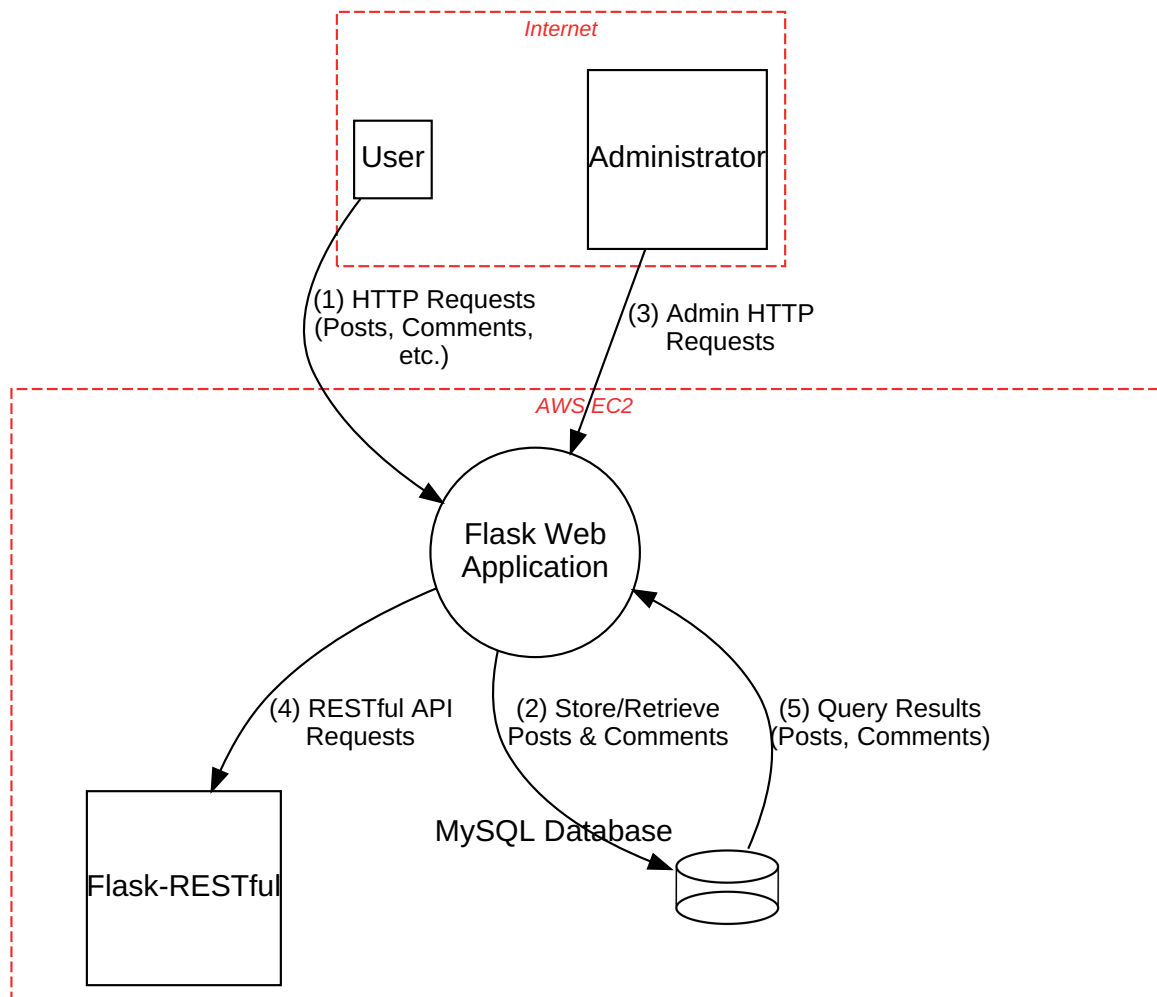 Internet
User
Administrator
(1) HTTP Requests
(Posts, Comments,
etc.)
(3) Admin HTTP
Requests
AWS EC2
Flask Web
Application
(4) RESTful API
Requests
(2) Store/Retrieve
Posts & Comments
(5) Query Results
(Posts, Comments)
MySQL Database
Flask-RESTful